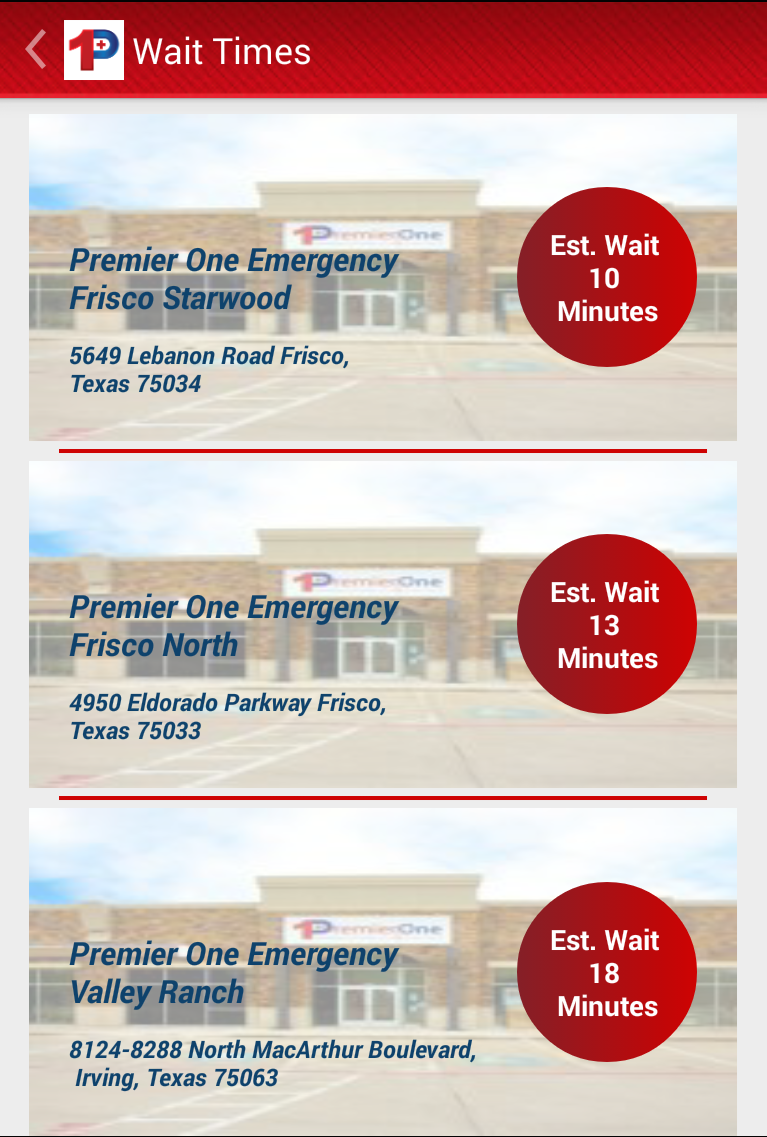 1P Wait Times
PremierOne
Premier One Emergency
Frisco Starwood
5649 Lebanon Road Frisco,
Texas 75034
Est. Wait
10
Minutes
PremierOne
Premier One Emergency
Frisco North
4950 Eldorado Parkway Frisco,
Texas 75033
Est. Wait
13
Minutes
PremierOne
Premier One Emergency
Valley Ranch
8124-8288 North MacArthur Boulevard,
Irving, Texas 75063
Est. Wait
18
Minutes